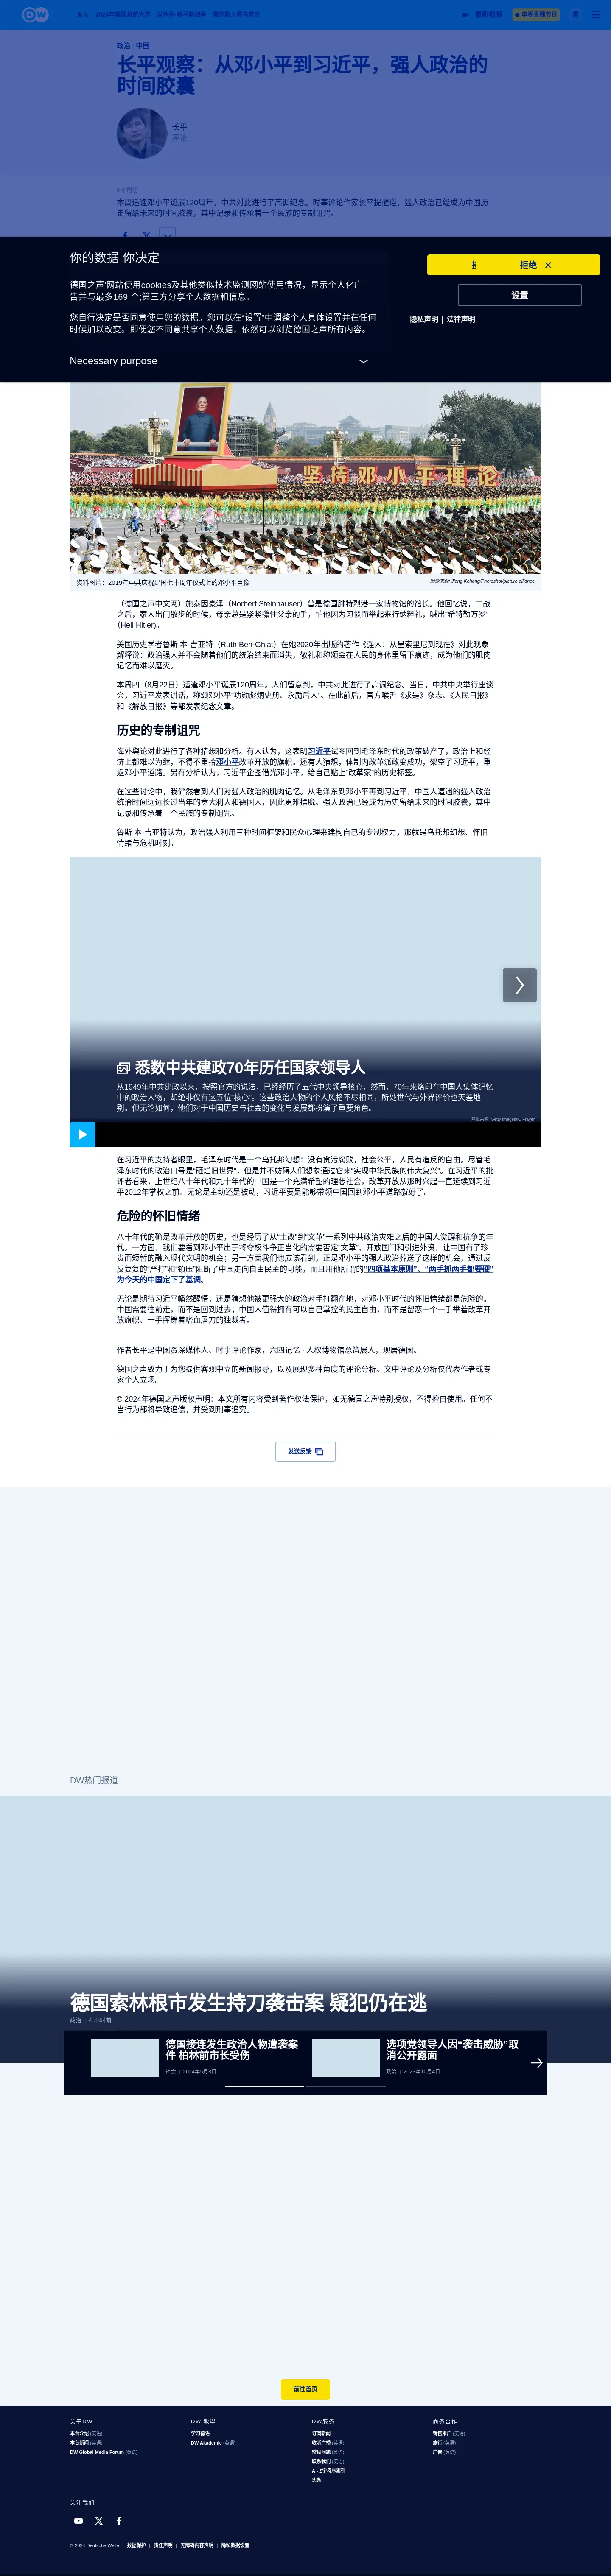 DW
2024年美国总统大选 以色列-哈马斯战争 俄罗斯入侵乌克兰
最新视频
电视直播节目
政治 | 中国
长平观察：从邓小平到习近平，强人政治的
时间胶囊
长平
评论
本周适逢邓小平诞辰120周年，中共对此进行了高调纪念。时事评论作家长平提醒道，强人政治已经成为中国历
史留给未来的时间胶囊，其中记录和传承着一个民族的专制诅咒。
你的数据 你决定
拒绝
德国之声'网站使用cookies及其他类似技术监测网站使用情况，显示个人化广
告并与最多169 个;第三方分享个人数据和信息。
设置
隐私声明 | 法律声明
您自行决定是否同意使用您的数据。您可以在"设置"中调整个人具体设置并在任何
时候加以改变。即便您不同意共享个人数据，依然可以浏览德国之声所有内容。
Necessary purpose
坚持邓小平理论
资料图片：2019年中共庆祝建国七十周年仪式上的邓小平巨像
图像来源: Jiang Kehong/Photoshot/picture alliance
（德国之声中文网）施泰因豪泽（Norbert Steinhauser）曾是德国腓特烈港一家博物馆的馆长。他回忆说，二战
之后，家人出门散步的时候，母亲总是紧紧攥住父亲的手，怕他因为习惯而举起来行纳粹礼，喊出“希特勒万岁”
（Heil Hitler)。
美国历史学者鲁斯·本-吉亚特（Ruth Ben-Ghiat）在她2020年出版的著作《强人：从墨索里尼到现在》对此现象
解释说：政治强人并不会随着他们的统治结束而消失，敬礼和称颂会在人民的身体里留下痕迹，成为他们的肌肉
记忆而难以磨灭。
本周四（8月22日）适逢邓小平诞辰120周年。人们留意到，中共对此进行了高调纪念。当日，中共中央举行座谈
会，习近平发表讲话，称颂邓小平“功勋彪炳史册、永励后人”。在此前后，官方喉舌《求是》杂志、《人民日报》
和《解放日报》等都发表纪念文章。
历史的专制诅咒
海外舆论对此进行了各种猜想和分析。有人认为，这表明习近平试图回到毛泽东时代的政策破产了，政治上和经
济上都难以为继，不得不重拾邓小平改革开放的旗帜。还有人猜想，体制内改革派政变成功，架空了习近平，重
返邓小平道路。另有分析认为，习近平企图借光邓小平，给自己贴上“改革家”的历史标签。
在这些讨论中，我俨然看到人们对强人政治的肌肉记忆。从毛泽东到邓小平再到习近平，中国人遭遇的强人政治
统治时间远远长过当年的意大利人和德国人，因此更难摆脱。强人政治已经成为历史留给未来的时间胶囊，其中
记录和传承着一个民族的专制诅咒。
鲁斯·本-吉亚特认为，政治强人利用三种时间框架和民众心理来建构自己的专制权力，那就是乌托邦幻想、怀旧
情绪与危机时刻。
悉数中共建政70年历任国家领导人
从1949年中共建政以来，按照官方的说法，已经经历了五代中央领导核心，然而，70年来烙印在中国人集体记忆
中的政治人物，却绝非仅有这五位“核心”。这些政治人物的个人风格不尽相同，所处世代与外界评价也天差地
别。但无论如何，他们对于中国历史与社会的变化与发展都扮演了重要角色。
在习近平的支持者眼里，毛泽东时代是一个乌托邦幻想：没有贪污腐败，社会公平，人民有造反的自由。尽管毛
泽东时代的政治口号是“砸烂旧世界”，但是并不妨碍人们想象通过它来“实现中华民族的伟大复兴”。在习近平的批
评者看来，上世纪八十年代和九十年代的中国，也是一个充满希望的理想社会，改革开放从那时兴起一直延续到习近
平2012年掌权之前。无论是主动还是被动，习近平要是能够带领中国回到邓小平道路就好了。
危险的怀旧情绪
八十年代的确是改革开放的历史，也是经历了从“土改”到“文革”一系列中共政治灾难之后的中国人觉醒和抗争的年
代。一方面，我们要看到邓小平出于将夺权斗争正当化的需要否定“文革”、开放国门和引进外资，让中国有了珍
贵而短暂的融入现代文明的机会；另一方面我们也应该看到，正是邓小平的强人政治葬送了这样的机会，通过反
反复复的“严打”和“镇压”阻断了中国走向自由民主的可能，而且用他所谓的“四项基本原则”、“两手抓两手都要硬”
为今天的中国定下了基调。
无论是期待习近平幡然醒悟，还是猜想他被更强大的政治对手打翻在地，对邓小平时代的怀旧情绪都是危险的。
中国需要往前走，而不是回到过去；中国人值得拥有可以自己掌控的民主自由，而不是留恋一个一手举着改革开
放旗帜、一手挥舞着嗜血屠刀的独裁者。
作者长平是中国资深媒体人、时事评论作家，六四记忆 · 人权博物馆总策展人，现居德国。
德国之声致力于为您提供客观中立的新闻报导，以及展现多种角度的评论分析。文中评论及分析仅代表作者或专
家个人立场。
© 2024年德国之声版权声明：本文所有内容受到著作权法保护，如无德国之声特别授权，不得擅自使用。任何不
当行为都将导致追偿，并受到刑事追究。
发送反馈
DW热门报道
德国索林根市发生持刀袭击案 疑犯仍在逃
政治 | 4 小时前
德国接连发生政治人物遭袭案
件 柏林前市长受伤
社会 | 2024年5月8日
选项党领导人因“袭击威胁”取
消公开露面
政治 | 2023年10月4日
前往首页
关于DW
本台介绍 (英语)
本台新闻 (英语)
DW Global Media Forum (英语)
DW 教學
学习德语
DW Akademie (英语)
DW服务
订阅新闻
收听广播 (英语)
常见问题 (英语)
联系我们 (英语)
A - Z字母序索引
头条
商务合作
销售推广 (英语)
旅行 (英语)
广告 (英语)
关注我们
© 2024 Deutsche Welle | 数据保护 | 责任声明 | 无障碍内容声明 | 隐私数据设置